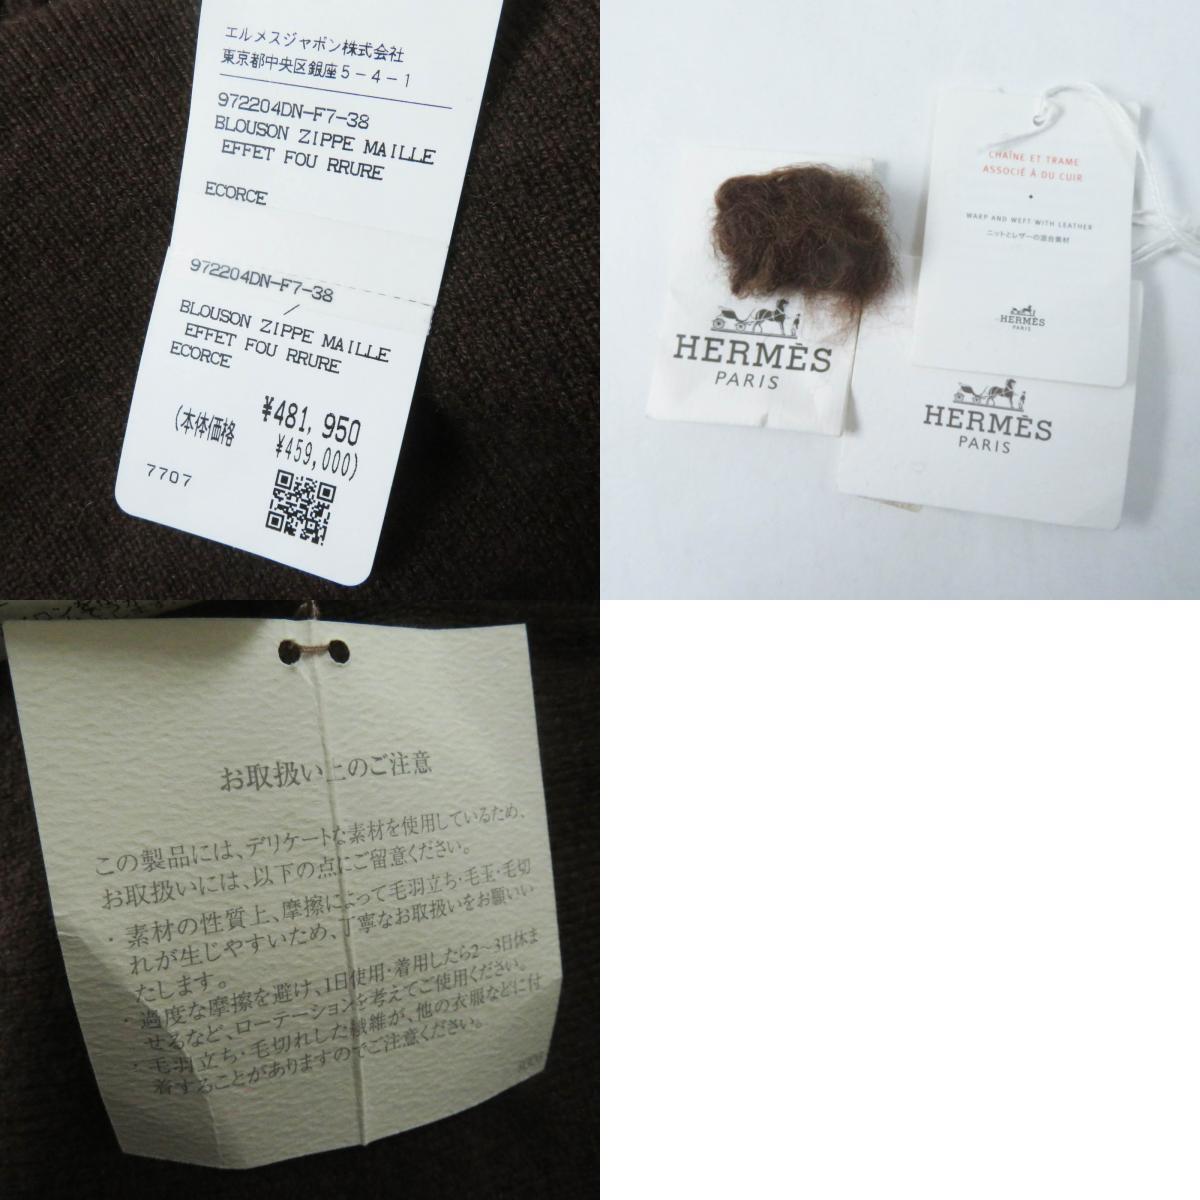 エルメスジャポン株式会社
東京都中央区銀座5-4-1
972204DN-F7-38
BLOUSON ZIPPE MAILLE
EFFET FOU RRURE
ECORCE
972204DN-F7-38
/
BLOUSON ZIPPE MAILLE
EFFET FOU RRURE
ECORCE
¥481,950
(本体価格 ¥459,000)
7707
CHAÎNE ET TRAME
ASSOCIÉ À DU CUIR
WARP AND WEFT WITH LEATHER
ニットとレザーの混合素材
HERMÈS
PARIS
HERMÈS
PARIS
HERMÈS
PARIS
お取扱い上のご注意
この製品には、デリケートな素材を使用しているため、
お取扱いには、以下の点にご留意ください。
・素材の性質上、摩擦によって毛羽立ち・毛玉・毛切
れが生じやすいため、丁寧なお取扱いをお願いい
たします。
・過度な摩擦を避け、1日使用・着用したら2〜3日休ま
せるなど、ローテーションを考えてご使用ください。
・毛羽立ち・毛切れした繊維が、他の衣服などに付
着することがありますのでご注意ください。